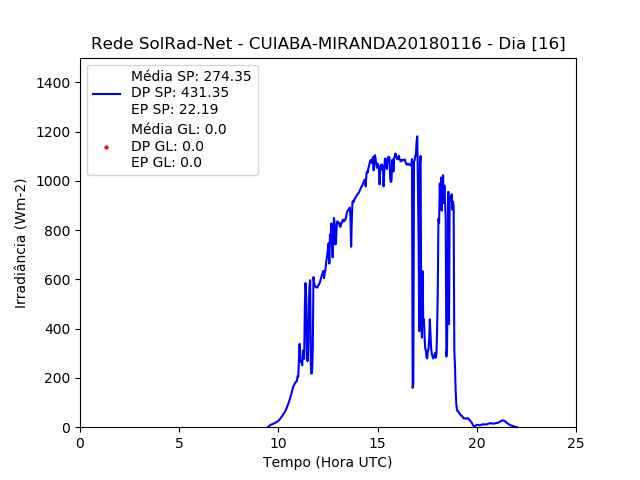 Rede SolRad-Net - CUIABA-MIRANDA20180116 - Dia [16]
Média SP: 274.35
DP SP: 431.35
EP SP: 22.19
Média GL: 0.0
DP GL: 0.0
EP GL: 0.0
1400
1200
1000
800
600
400
200
0
Irradiância (Wm-2)
0 5 10 15 20 25
Tempo (Hora UTC)